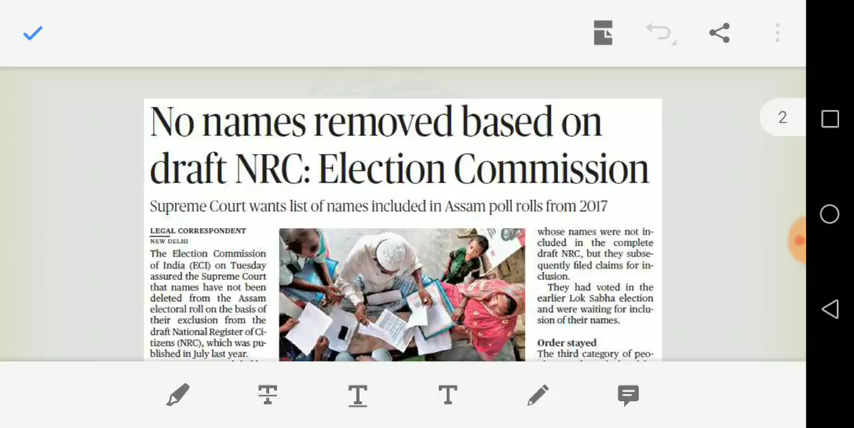 2
No names removed based on
draft NRC: Election Commission
Supreme Court wants list of names included in Assam poll rolls from 2017
LEGAL CORRESPONDENT
NEW DELHI
The Election Commission
of India (ECI) on Tuesday
assured the Supreme Court
that names have not been
deleted from the Assam
electoral roll on the basis of
their exclusion from the
draft National Register of Ci-
tizens (NRC), which was pu-
blished in July last year.
whose names were not in-
cluded in the complete
draft NRC, but they subse-
quently filed claims for in-
clusion.
They had voted in the
earlier Lok Sabha election
and were waiting for inclu-
sion of their names.
Order stayed
The third category of peo-
T
T
T